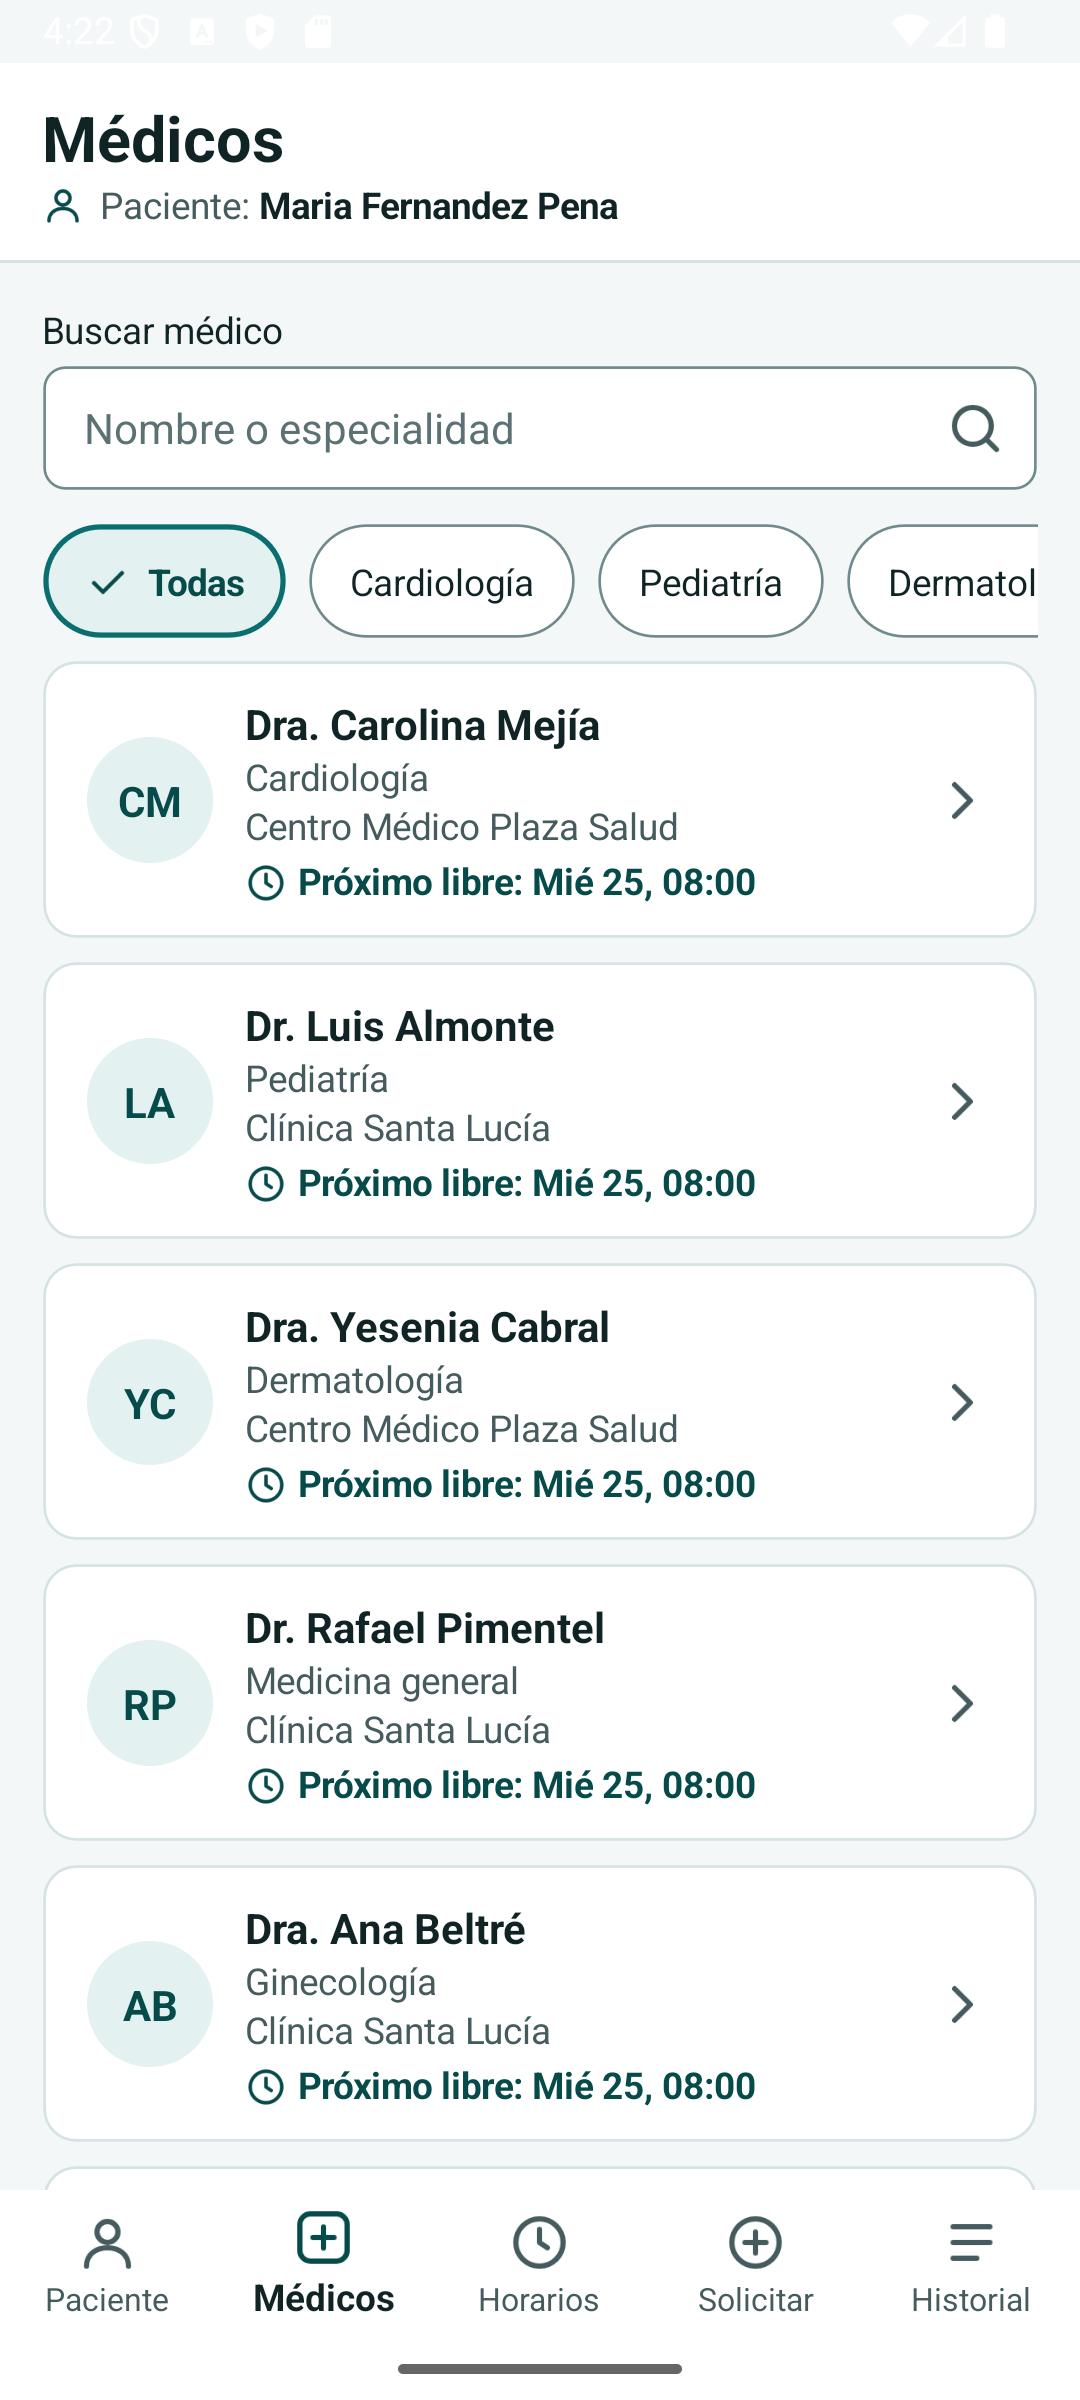 4:22
Médicos
Paciente: Maria Fernandez Pena
Buscar médico
Nombre o especialidad
Todas
Cardiología
Pediatría
Dermatol
CM
Dra. Carolina Mejía
Cardiología
Centro Médico Plaza Salud
Próximo libre: Mié 25, 08:00
LA
Dr. Luis Almonte
Pediatría
Clínica Santa Lucía
Próximo libre: Mié 25, 08:00
YC
Dra. Yesenia Cabral
Dermatología
Centro Médico Plaza Salud
Próximo libre: Mié 25, 08:00
RP
Dr. Rafael Pimentel
Medicina general
Clínica Santa Lucía
Próximo libre: Mié 25, 08:00
AB
Dra. Ana Beltré
Ginecología
Clínica Santa Lucía
Próximo libre: Mié 25, 08:00
Paciente
Médicos
Horarios
Solicitar
Historial